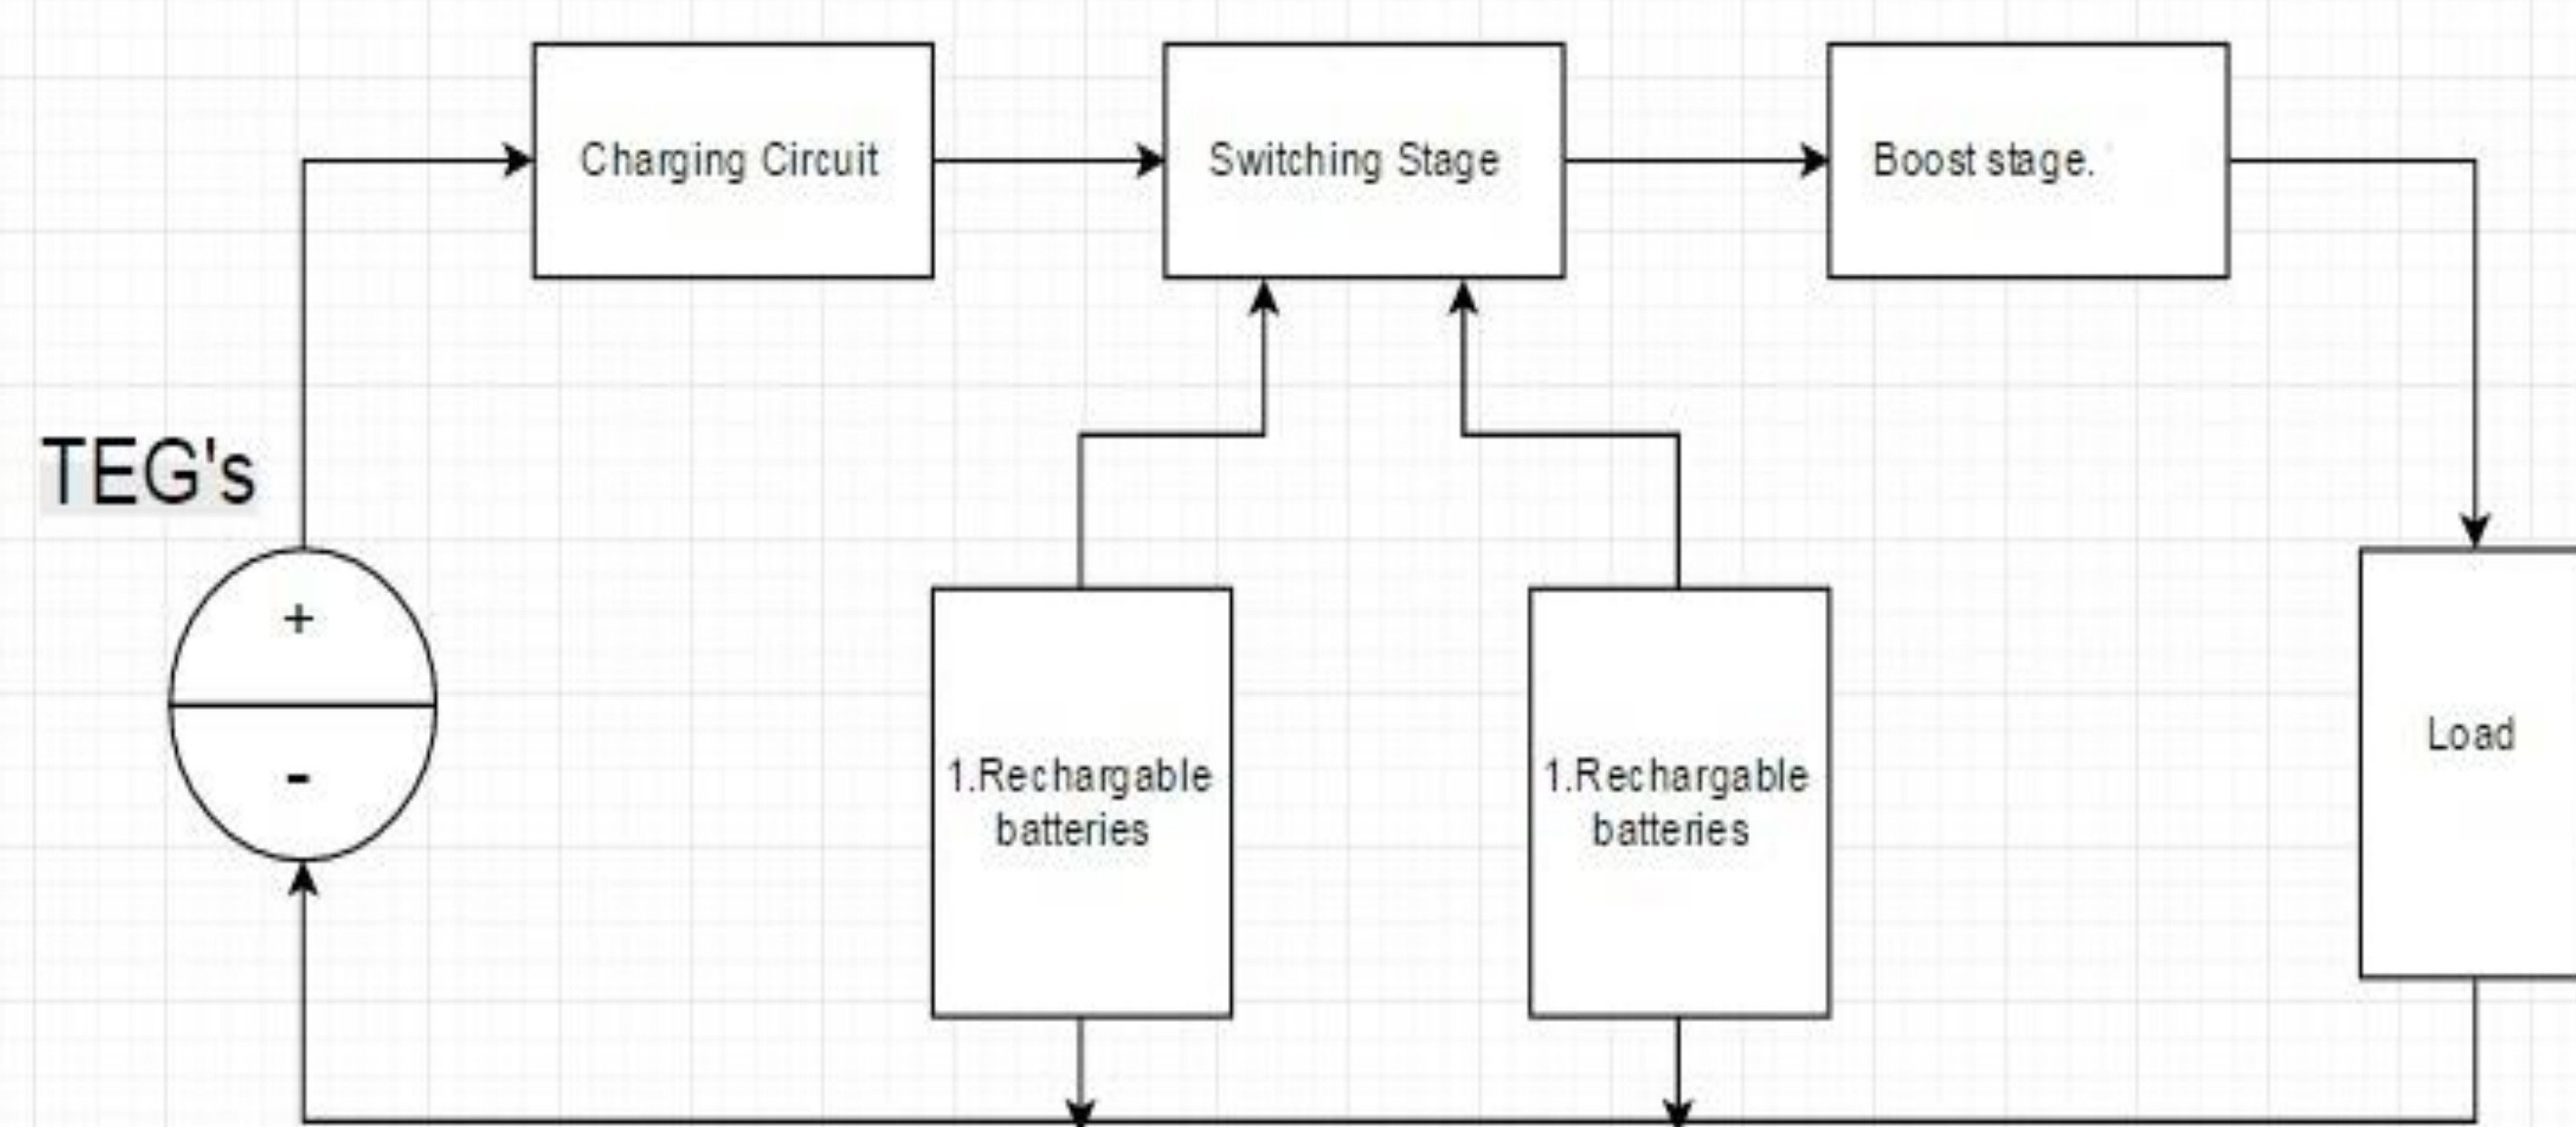 Charging Circuit
Switching Stage
Boost stage.
TEG's
+
-
1.Rechargable
batteries
1.Rechargable
batteries
Load